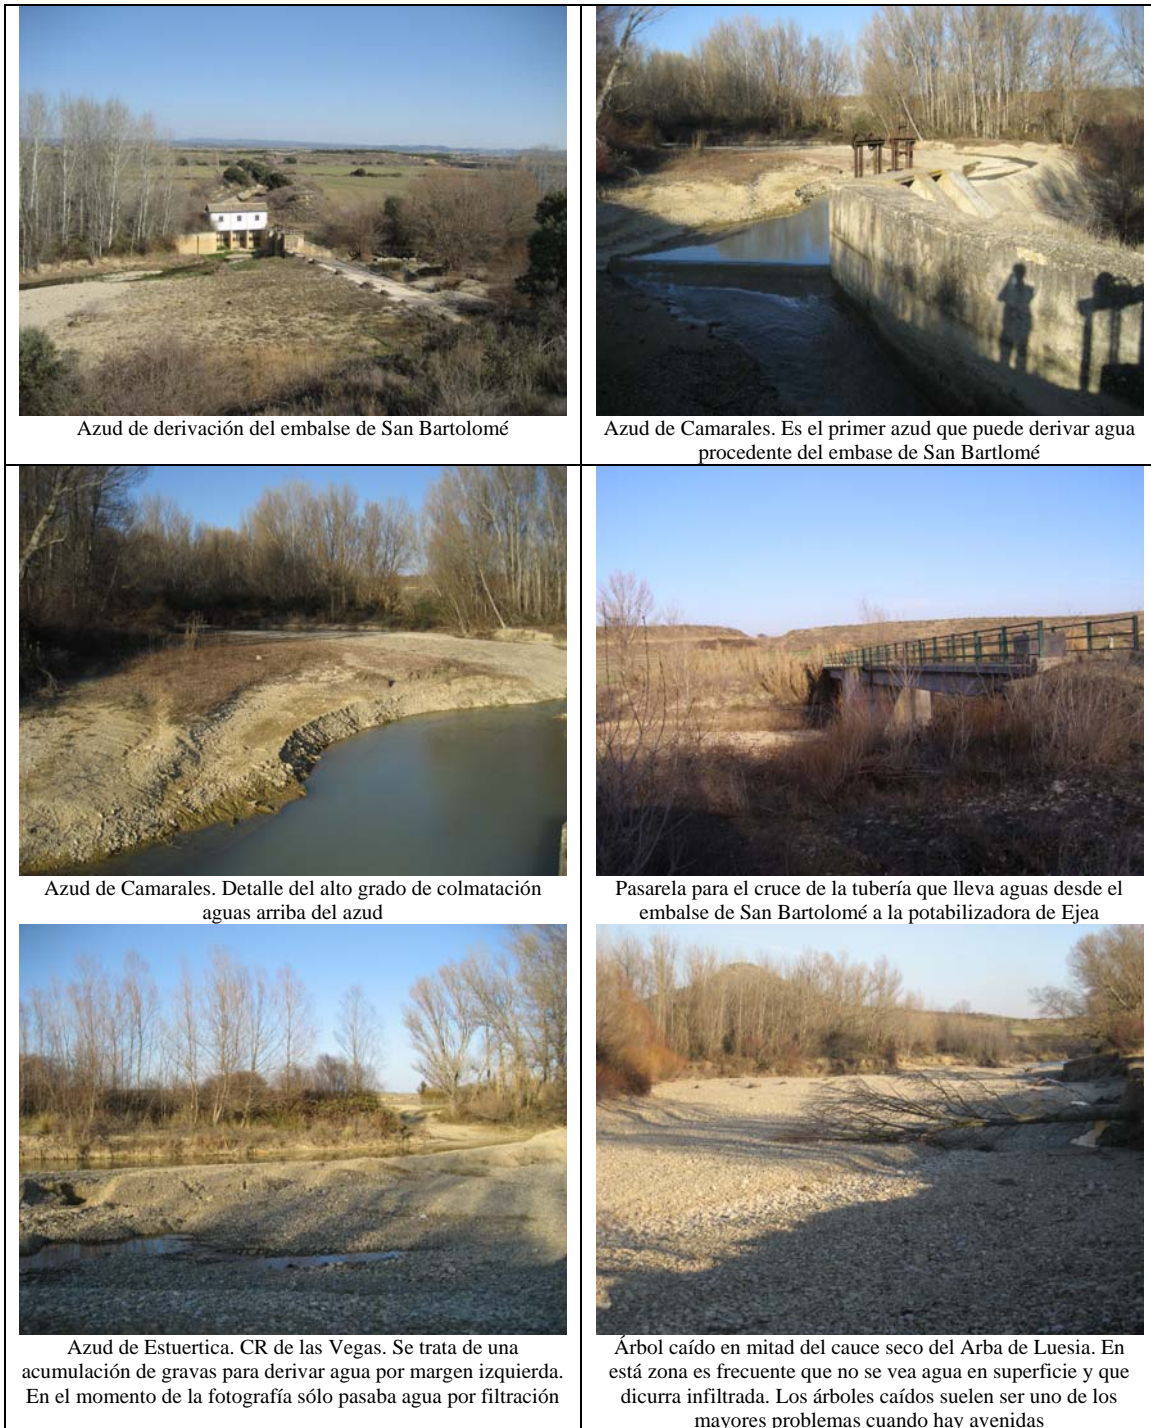 Azud de derivación del embalse de San Bartolomé
Azud de Camarales. Es el primer azud que puede derivar agua
procedente del embase de San Bartlomé
Azud de Camarales. Detalle del alto grado de colmatación
aguas arriba del azud
Pasarela para el cruce de la tubería que lleva aguas desde el
embalse de San Bartolomé a la potabilizadora de Ejea
Azud de Estuertica. CR de las Vegas. Se trata de una
acumulación de gravas para derivar agua por margen izquierda.
En el momento de la fotografía sólo pasaba agua por filtración
Árbol caído en mitad del cauce seco del Arba de Luesia. En
está zona es frecuente que no se vea agua en superficie y que
dicurra infiltrada. Los árboles caídos suelen ser uno de los
mayores problemas cuando hay avenidas